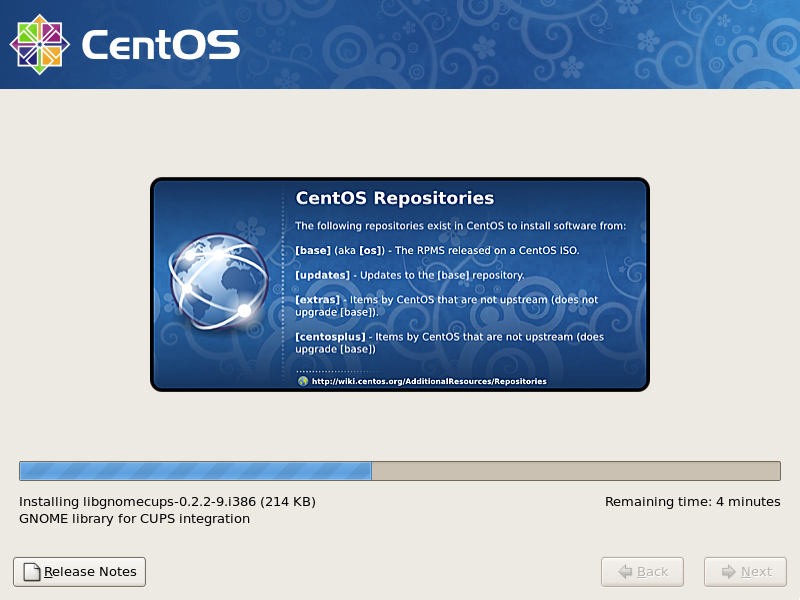 CentOS
CentOS Repositories
The following repositories exist in CentOS to install software from:
[base] (aka [os]) - The RPMS released on a CentOS ISO.
[updates] - Updates to the [base] repository.
[extras] - Items by CentOS that are not upstream (does not
upgrade [base]).
[centosplus] - Items by CentOS that are not upstream (does
upgrade [base])
http://wiki.centos.org/AdditionalResources/Repositories
Installing libgnomecups-0.2.2-9.i386 (214 KB)
Remaining time: 4 minutes
GNOME library for CUPS integration
Release Notes
Back
Next